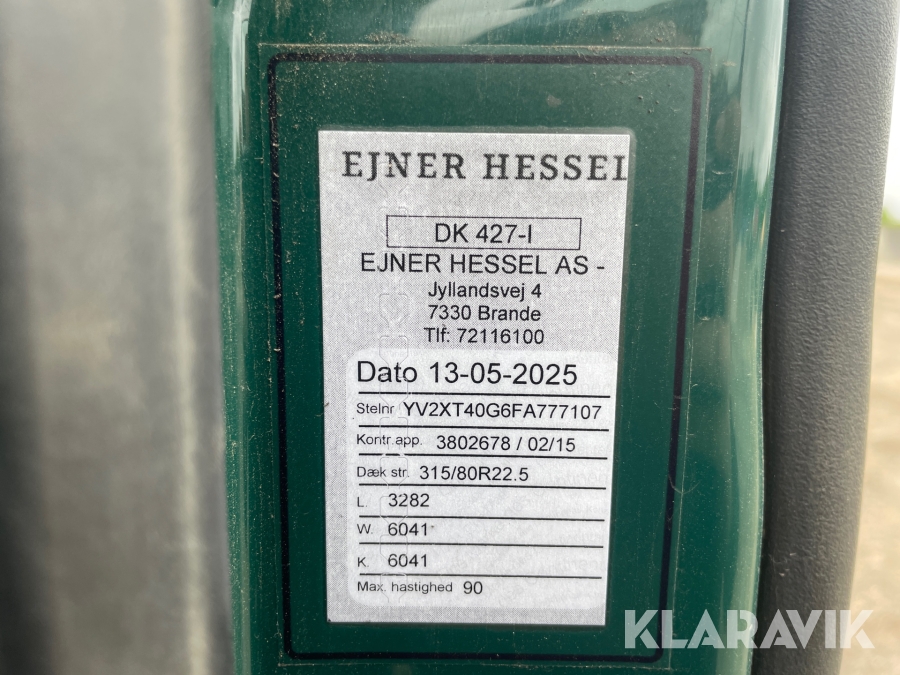 EJNER HESSEL
DK 427-I
EJNER HESSEL AS -
Jyllandsvej 4
7330 Brande
Tlf: 72116100
Dato 13-05-2025
Stelnr YV2XT40G6FA777107
Kontr.app. 3802678 / 02/15
Dæk str. 315/80R22.5
L. 3282
W. 6041
K. 6041
Max. hastighed 90
KLARAVIK